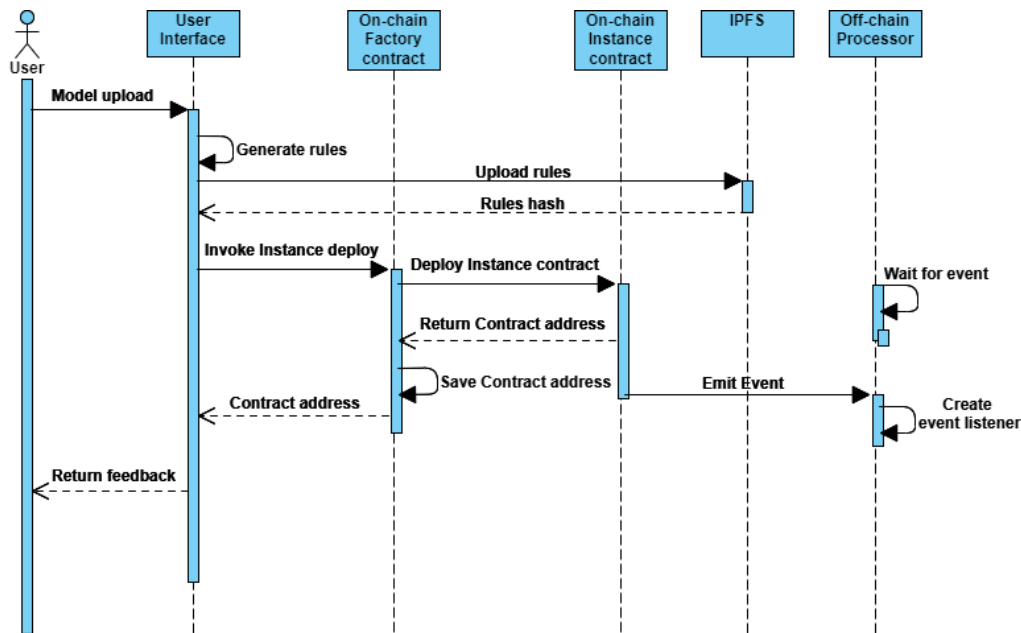 User
User
Interface
On-chain
Factory
contract
On-chain
Instance
contract
IPFS
Off-chain
Processor
Model upload
Generate rules
Upload rules
Rules hash
Invoke Instance deploy
Deploy Instance contract
Wait for event
Return Contract address
Save Contract address
Emit Event
Contract address
Create
event listener
Return feedback